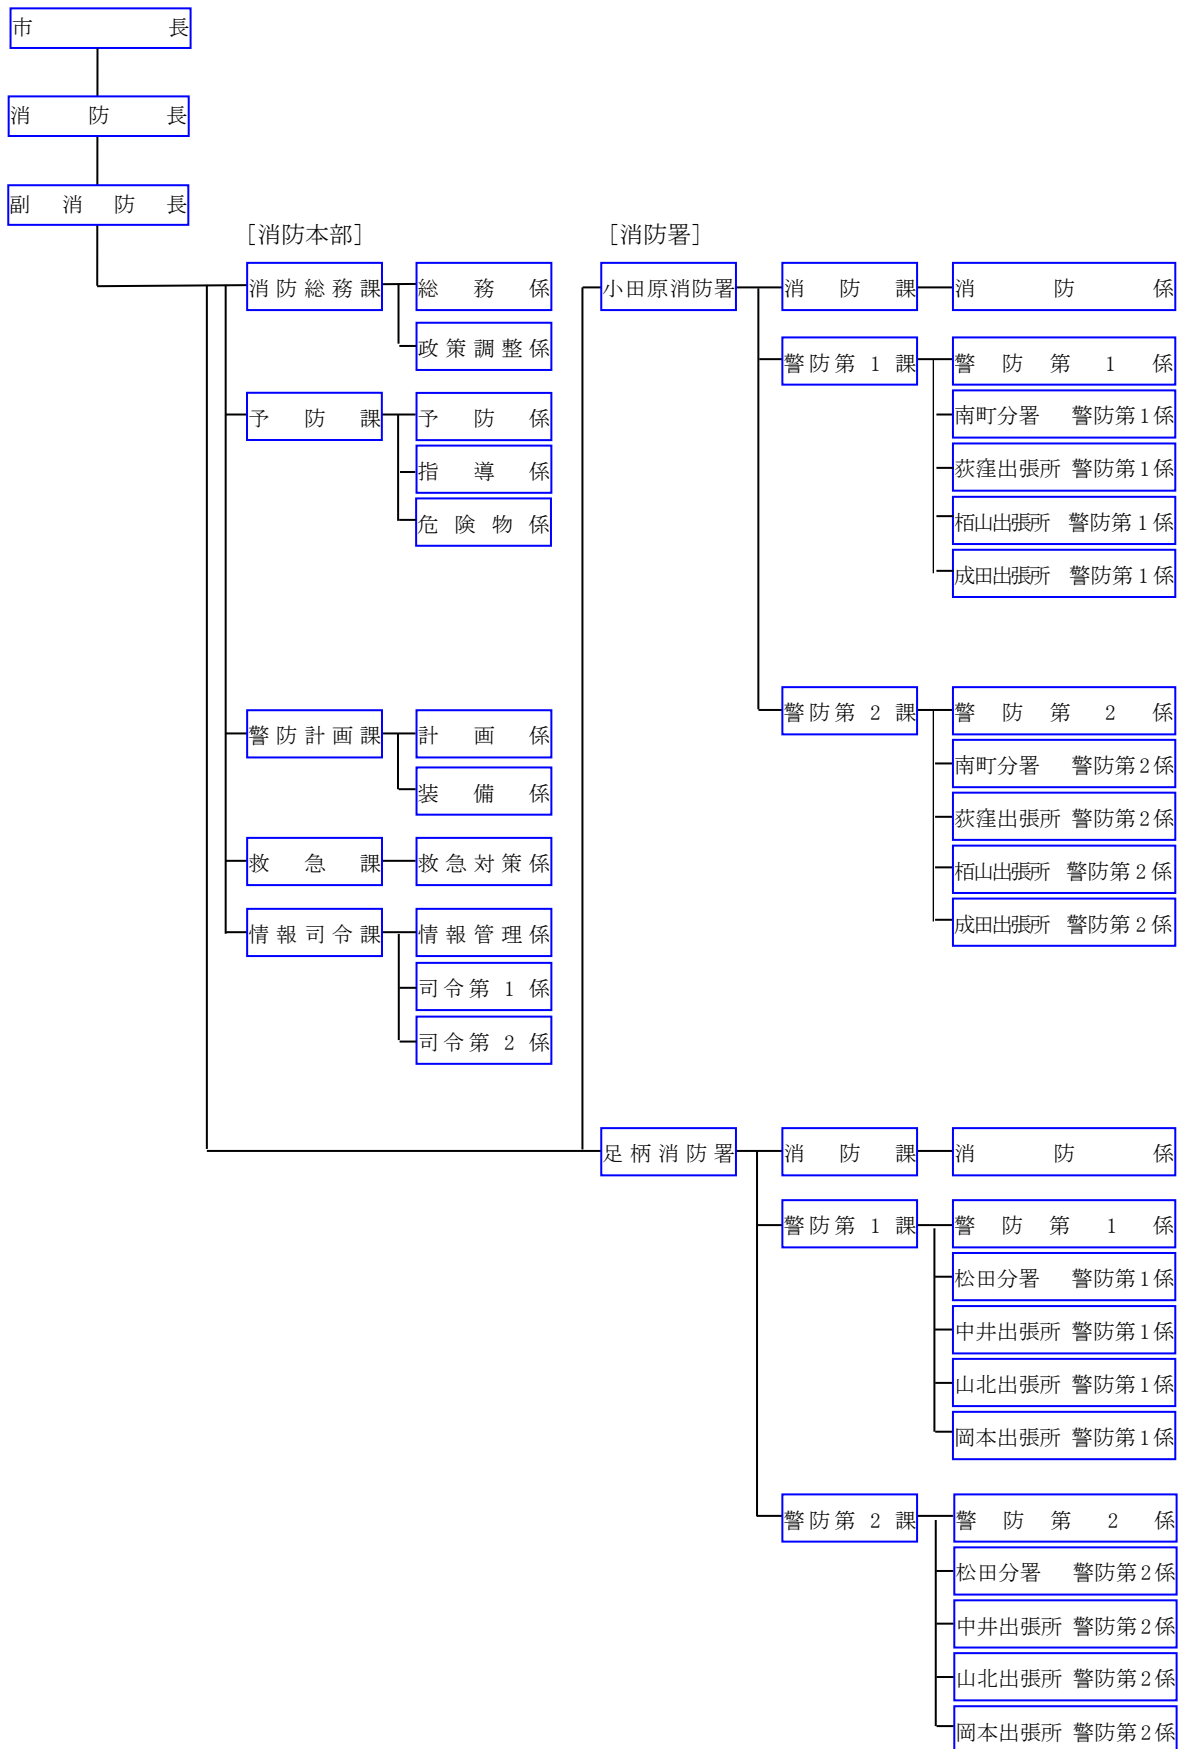 市長
消防長
副消防長
[消防本部]
消防総務課
総務係
政策調整係
予防課
予防係
指導係
危険物係
警防計画課
計画係
装備係
救急課
救急対策係
情報司令課
情報管理係
司令第1係
司令第2係
[消防署]
小田原消防署
消防課
消防係
警防第1課
警防第1係
南町分署 警防第1係
荻窪出張所 警防第1係
栢山出張所 警防第1係
成田出張所 警防第1係
警防第2課
警防第2係
南町分署 警防第2係
荻窪出張所 警防第2係
栢山出張所 警防第2係
成田出張所 警防第2係
足柄消防署
消防課
消防係
警防第1課
警防第1係
松田分署 警防第1係
中井出張所 警防第1係
山北出張所 警防第1係
岡本出張所 警防第1係
警防第2課
警防第2係
松田分署 警防第2係
中井出張所 警防第2係
山北出張所 警防第2係
岡本出張所 警防第2係